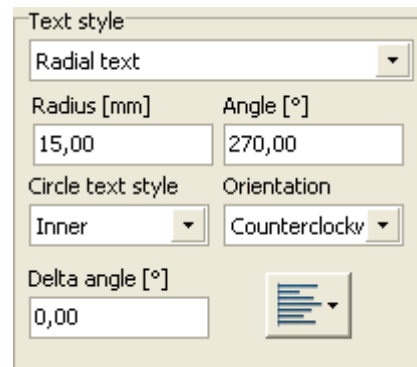 Text style
Radial text
Radius [mm] Angle [°]
15,00 270,00
Circle text style Orientation
Inner Counterclockw
Delta angle [°]
0,00